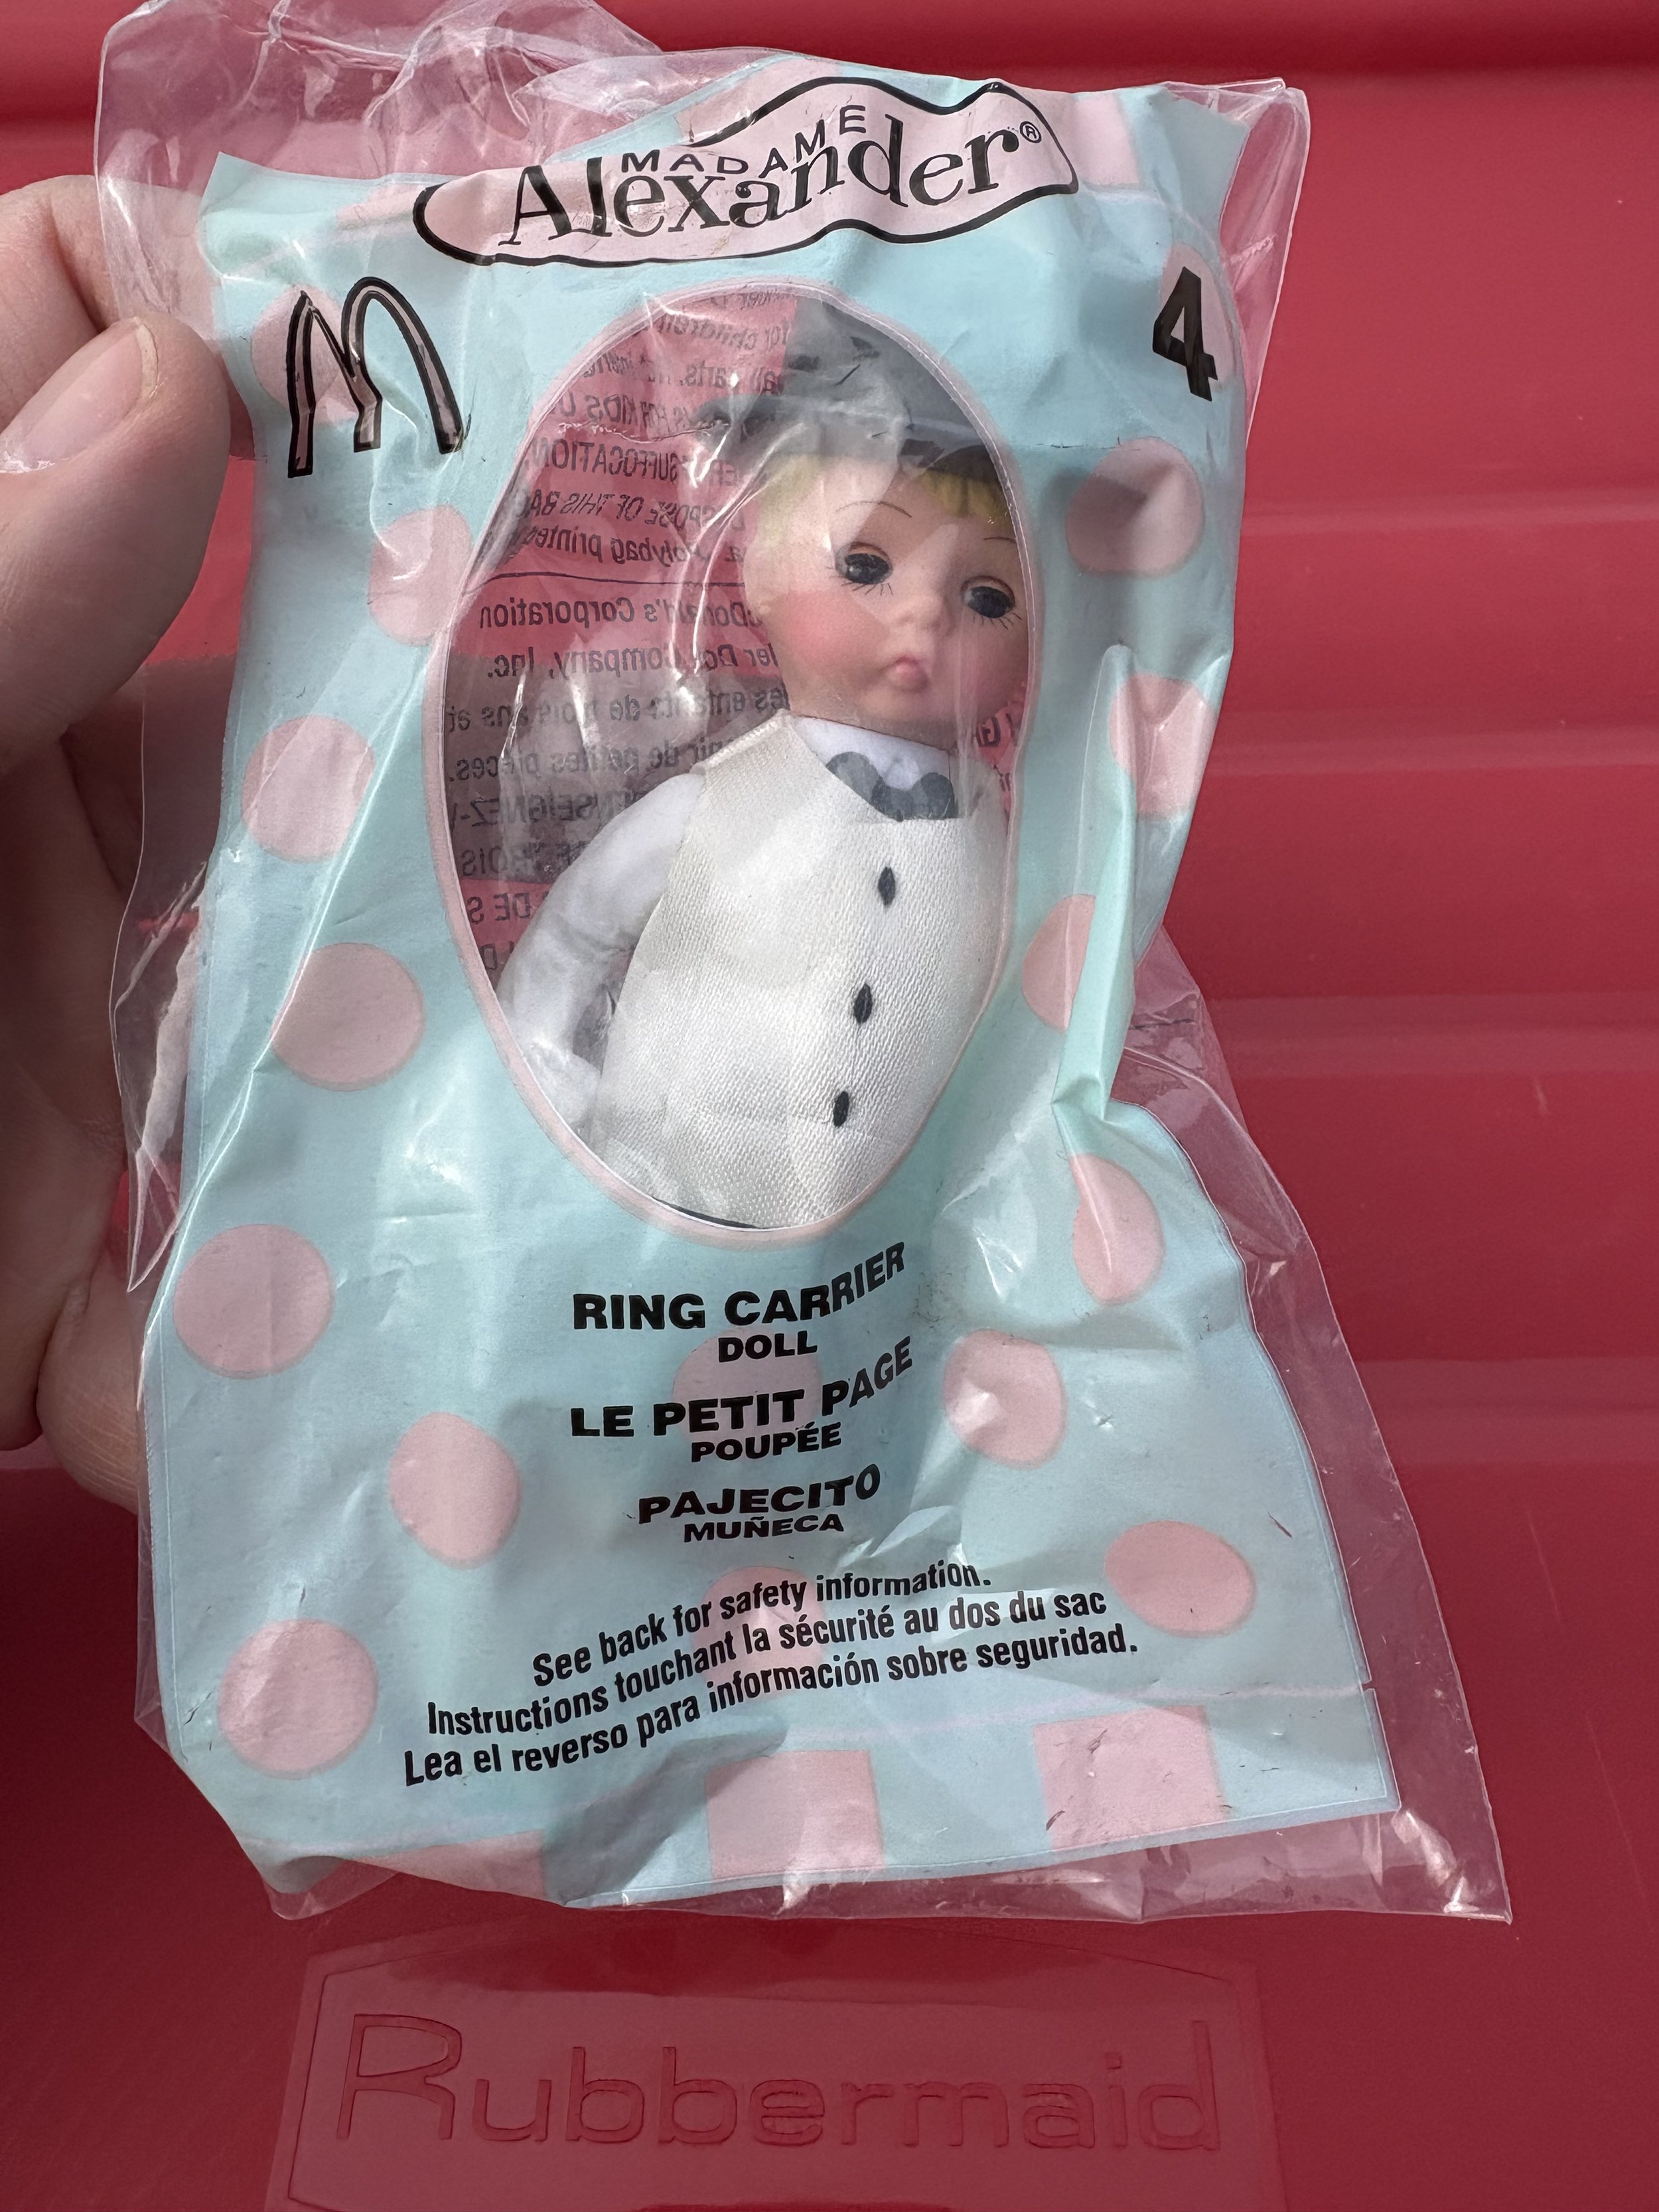 MADAME
Alexander®
4
RING CARRIER
DOLL
LE PETIT PAGE
POUPÉE
PAJECITO
MUÑECA
See back for safety information.
Instructions touchant la sécurité au dos du sac
Lea el reverso para información sobre seguridad.
Rubbermaid